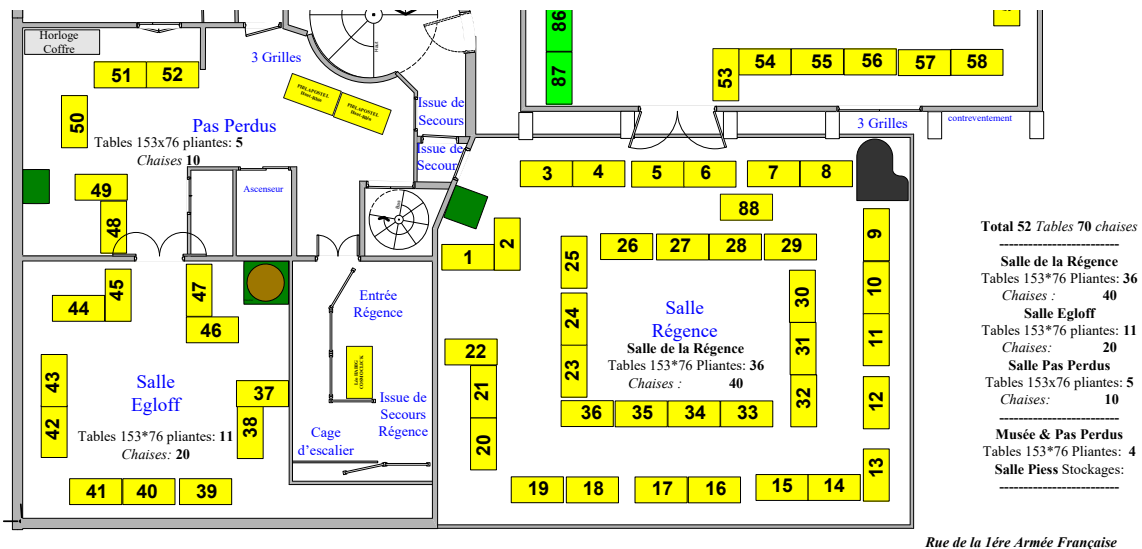 Horloge
Coffre
51
52
50
3 Grilles
PIRLAPOSTEL
PIRLAPOSTEL
Pas Perdus
Tables 153x76 pliantes: 5
Chaises 10
49
48
Ascenseur
Issue de
Secours
Issue de
Secour
Haut
Bas
86
87
53
54
55
56
57
58
3 Grilles
contreventement
3
4
5
6
7
8
88
1
2
25
26
27
28
29
9
10
11
12
13
24
23
30
31
32
Salle
Régence
Salle de la Régence
Tables 153*76 Pliantes: 36
Chaises : 40
36
35
34
33
22
21
20
19
18
17
16
15
14
44
45
47
46
43
42
Salle
Egloff
Tables 153*76 pliantes: 11
Chaises: 20
37
38
41
40
39
Entrée
Régence
Issue de
Secours
Régence
Cage
d'escalier
Total 52 Tables 70 chaises
-------------------------
Salle de la Régence
Tables 153*76 Pliantes: 36
Chaises : 40
Salle Egloff
Tables 153*76 pliantes: 11
Chaises: 20
Salle Pas Perdus
Tables 153x76 pliantes: 5
Chaises: 10
-------------------------
Musée & Pas Perdus
Tables 153*76 Pliantes: 4
Salle Piess Stockages:
-------------------------
Rue de la 1ére Armée Française